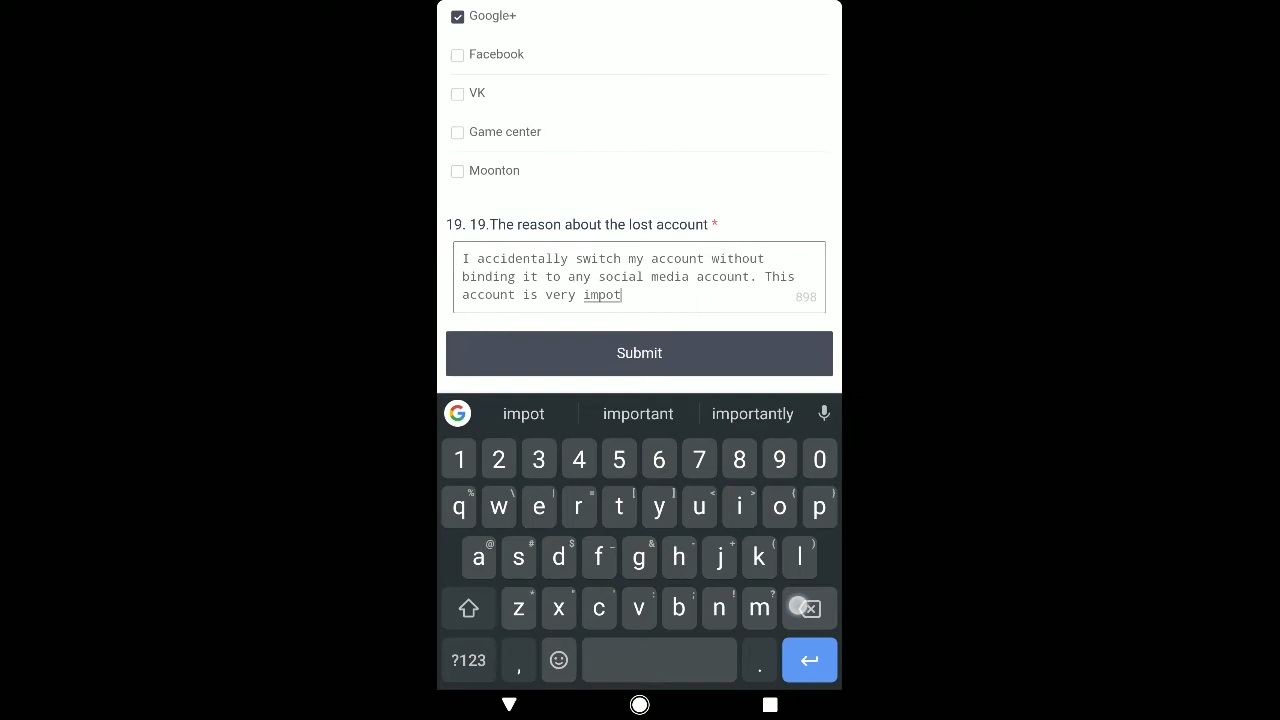 Google+
Facebook
VK
Game center
Moonton
19. 19.The reason about the lost account *
I accidentally switch my account without
binding it to any social media account. This
account is very impot
898
Submit
G impot important importantly
1 2 3 4 5 6 7 8 9 0
% \ | = [ ] < > { }
q w e r t y u i o p
@ # $ _ & - + ( )
a s d f g h j k l
* " ' : ; ! ?
z x c v b n m
?123 , .